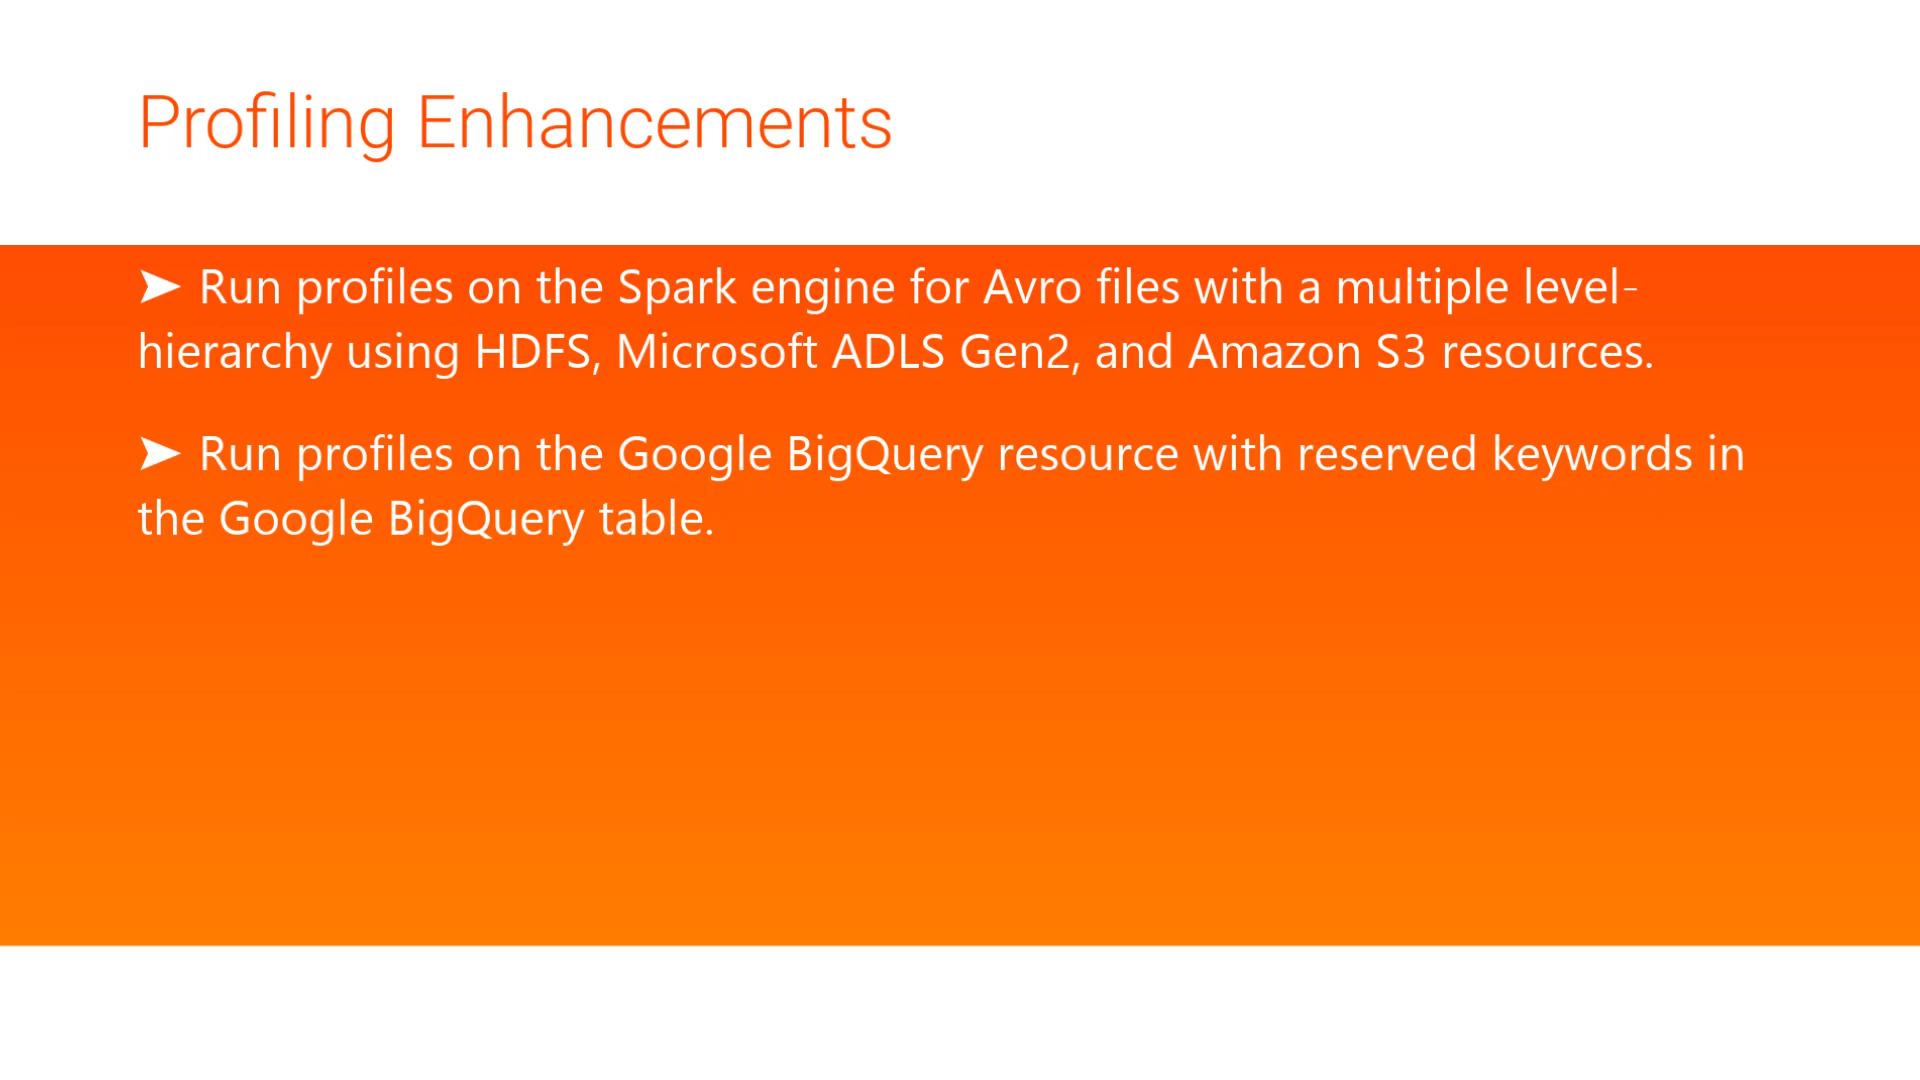 Profiling Enhancements
➤ Run profiles on the Spark engine for Avro files with a multiple level-
hierarchy using HDFS, Microsoft ADLS Gen2, and Amazon S3 resources.
➤ Run profiles on the Google BigQuery resource with reserved keywords in
the Google BigQuery table.